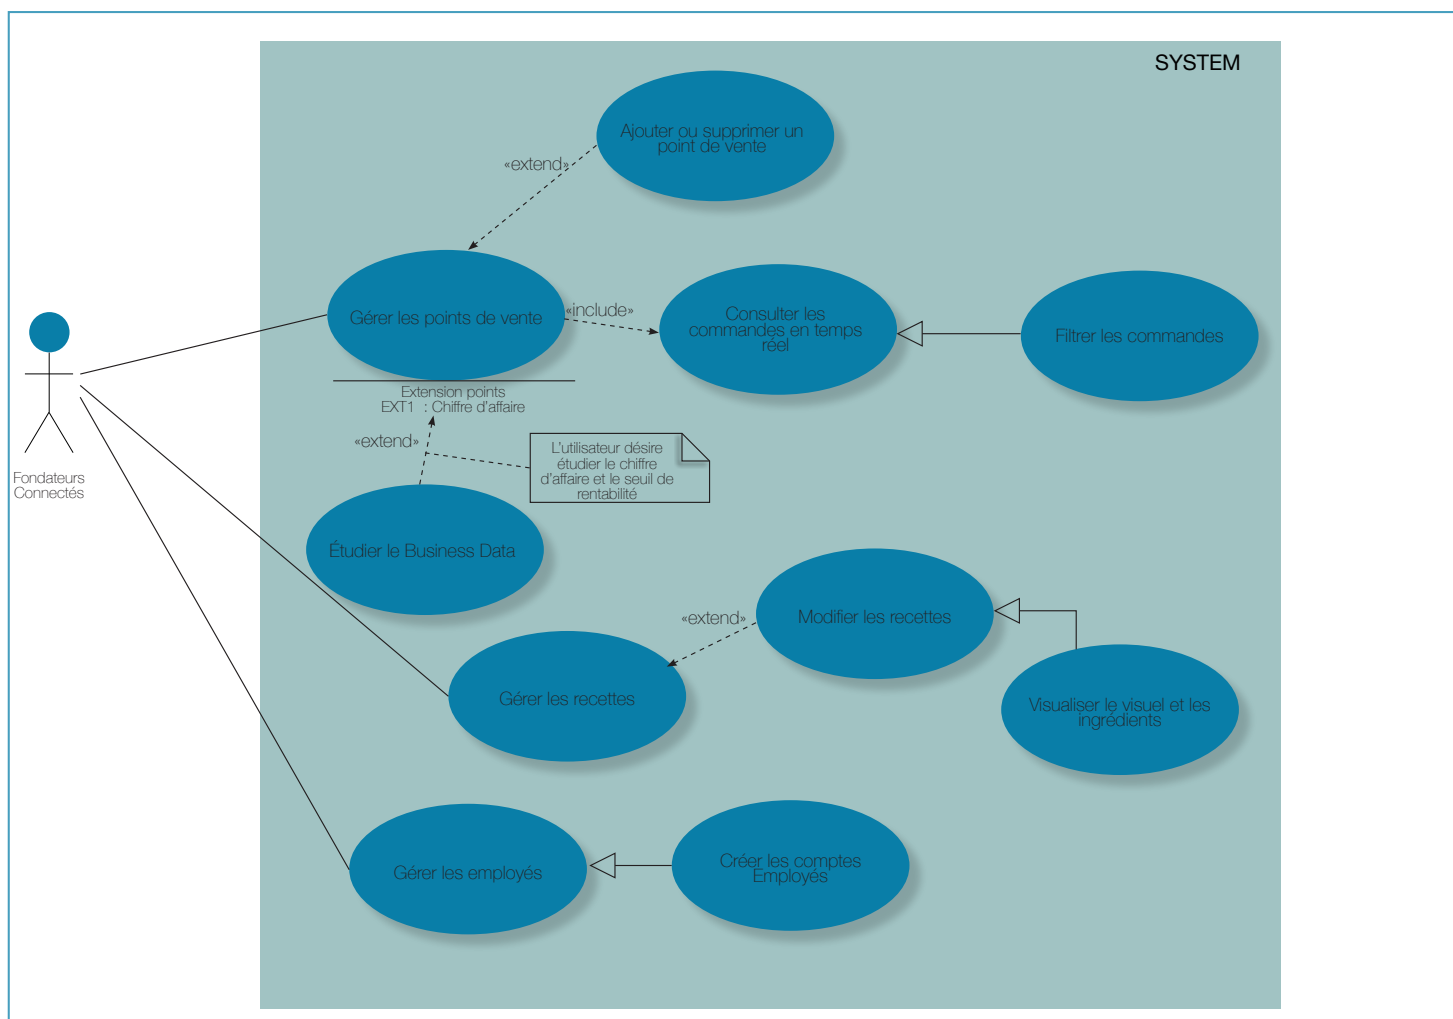 SYSTEM
Ajouter ou supprimer un
point de vente
«extend»
Gérer les points de vente
«include»
Consulter les
commandes en temps
réel
Filtrer les commandes
Extension points
EXT1 : Chiffre d'affaire
«extend»
L'utilisateur désire
étudier le chiffre
d'affaire et le seuil de
rentabilité
Fondateurs
Connectés
Étudier le Business Data
«extend»
Modifier les recettes
Gérer les recettes
Visualiser le visuel et les
ingrédients
Gérer les employés
Créer les comptes
Employés